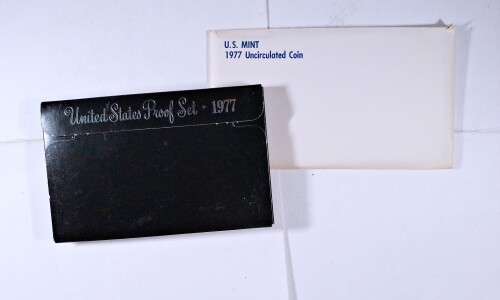 U.S. MINT
1977 Uncirculated Coin
United States Proof Set - 1977